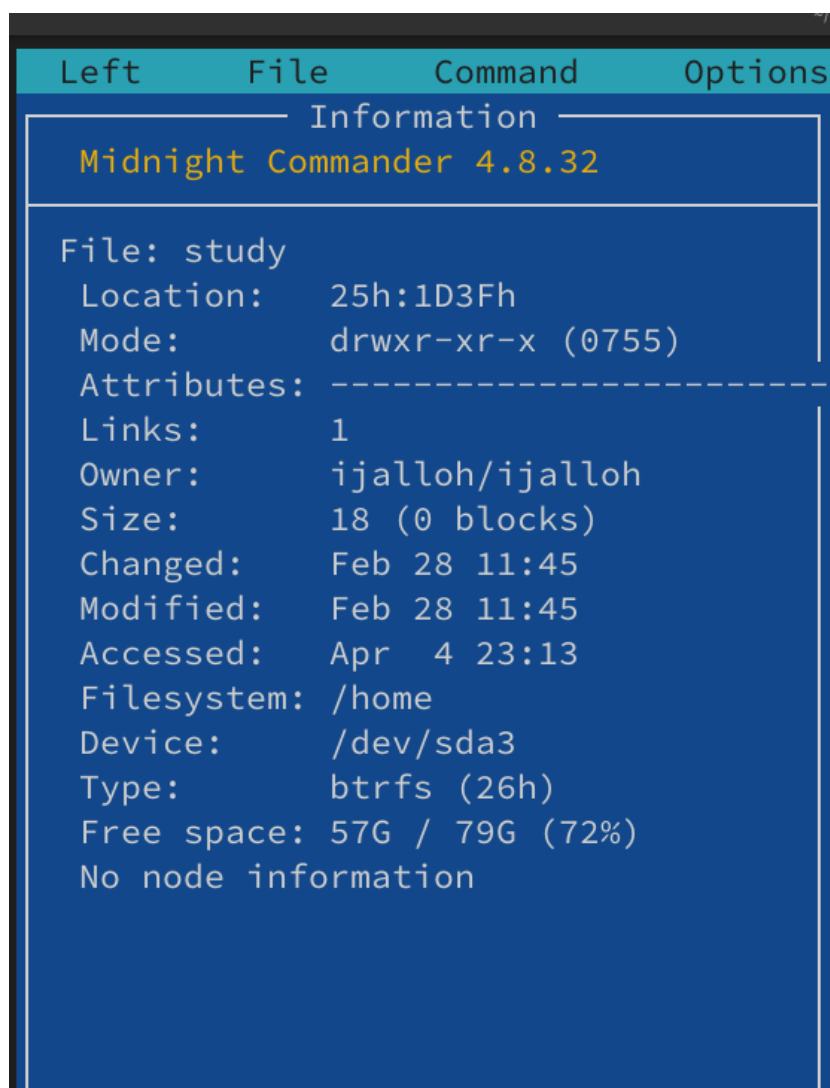 ~/
Left File Command Options
Information
Midnight Commander 4.8.32
File: study
Location: 25h:1D3Fh
Mode: drwxr-xr-x (0755)
Attributes: ------------------------
Links: 1
Owner: ijalloh/ijalloh
Size: 18 (0 blocks)
Changed: Feb 28 11:45
Modified: Feb 28 11:45
Accessed: Apr  4 23:13
Filesystem: /home
Device: /dev/sda3
Type: btrfs (26h)
Free space: 57G / 79G (72%)
No node information